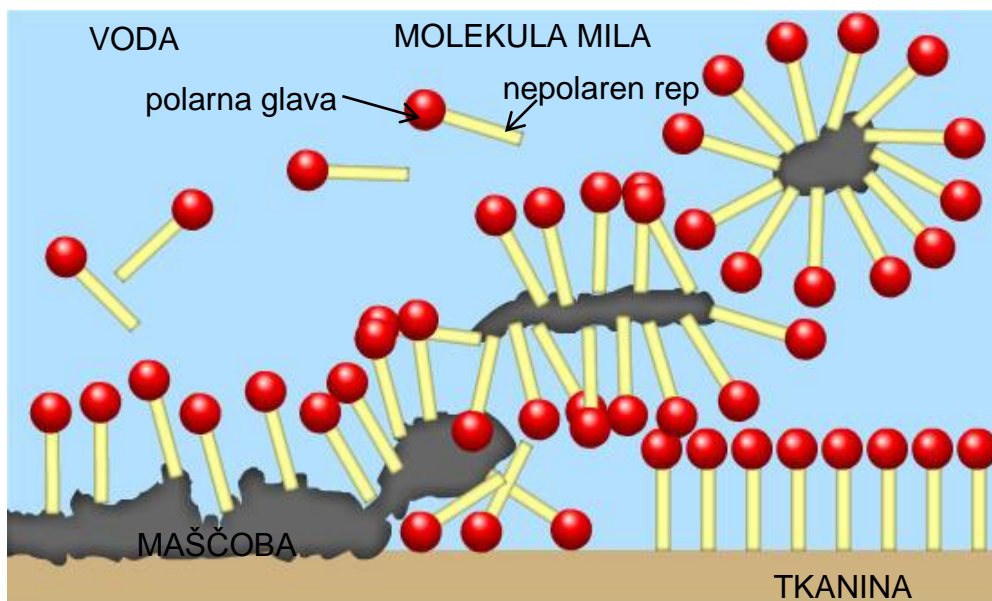 VODA
MOLEKULA MILA
polarna glava
nepolaren rep
MAŠČOBA
TKANINA